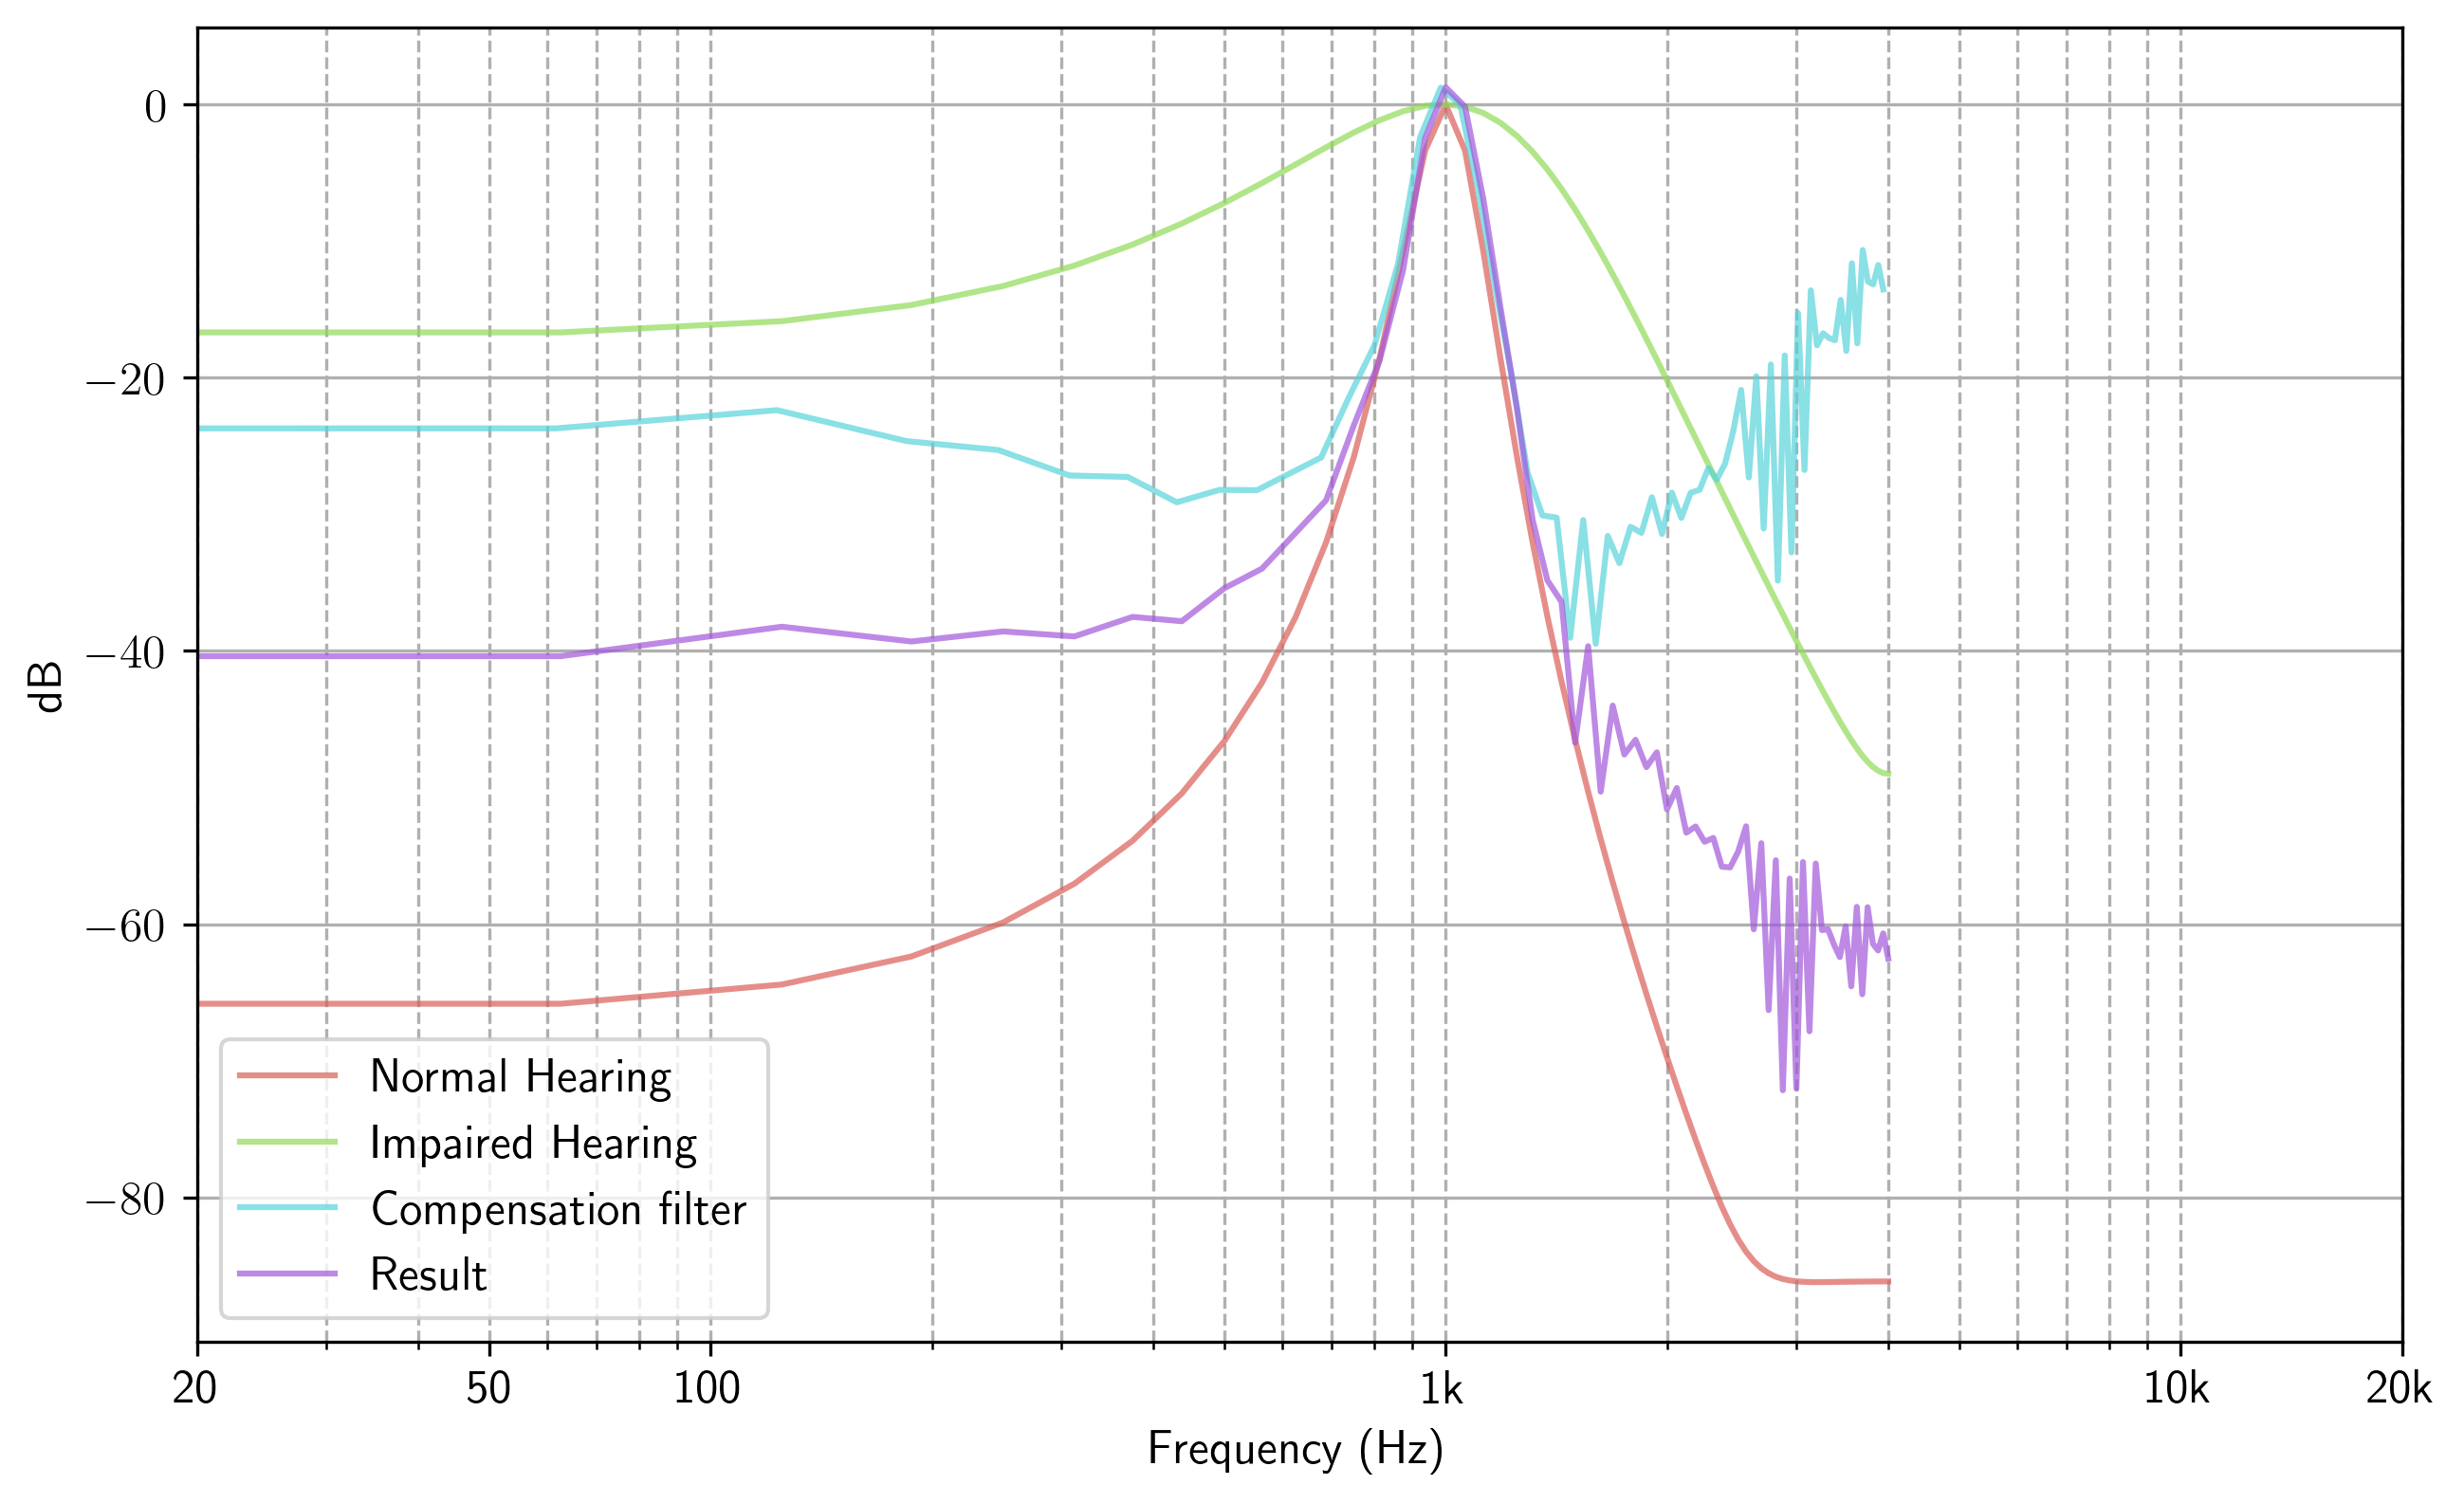 0
−20
−40
−60
−80
dB
Normal Hearing
Impaired Hearing
Compensation filter
Result
20 50 100 1k 10k 20k
Frequency (Hz)